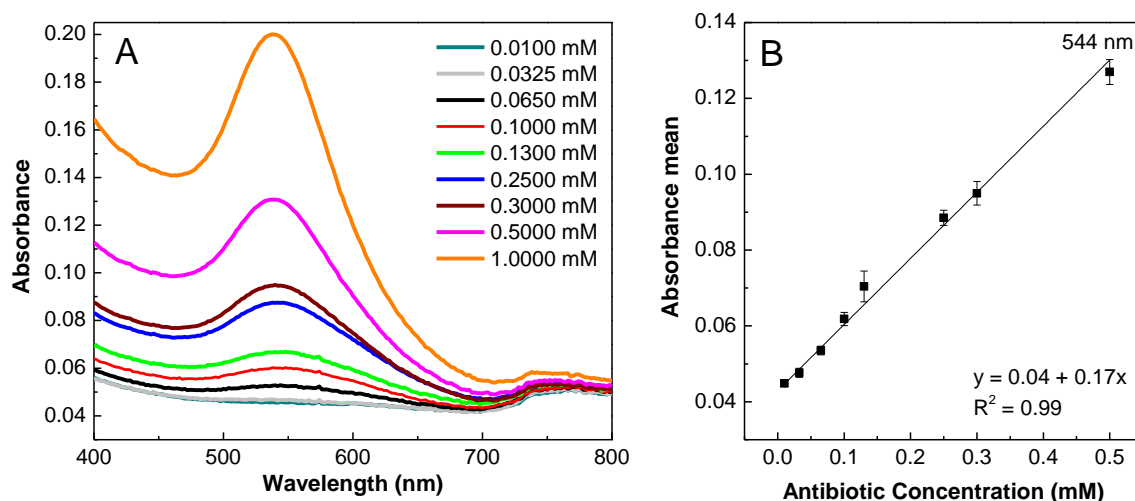 A
0.20
0.18
0.16
0.14
0.12
0.10
0.08
0.06
0.04
Absorbance
400
500
600
700
800
Wavelength (nm)
0.0100 mM
0.0325 mM
0.0650 mM
0.1000 mM
0.1300 mM
0.2500 mM
0.3000 mM
0.5000 mM
1.0000 mM
B
544 nm
0.14
0.12
0.10
0.08
0.06
0.04
Absorbance mean
y = 0.04 + 0.17x
R² = 0.99
0.0
0.1
0.2
0.3
0.4
0.5
Antibiotic Concentration (mM)